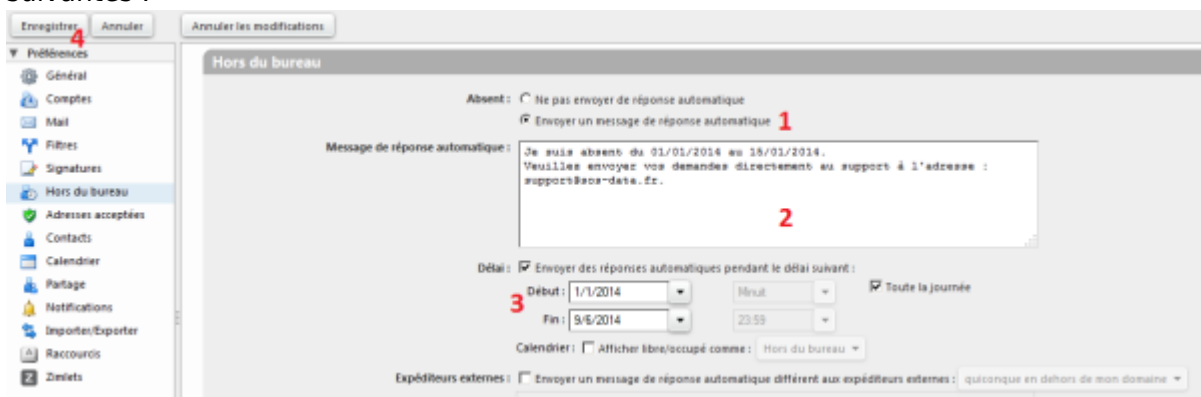 suivantes :
Enregistrer Annuler Annuler les modifications
4
Préférences
Général
Comptes
Mail
Filtres
Signatures
Hors du bureau
Adresses acceptées
Contacts
Calendrier
Partage
Notifications
Importer/Exporter
Raccourcis
Zimlets
Hors du bureau
Absent : Ne pas envoyer de réponse automatique
Envoyer un message de réponse automatique 1
Message de réponse automatique :
Je suis absent du 01/01/2014 au 15/01/2014.
Veuilles envoyer vos demandes directement au support à l'adresse :
support@sos-data.fr.
2
Délai : Envoyer des réponses automatiques pendant le délai suivant :
3
Début : 1/1/2014 Minuit Toute la journée
Fin : 9/6/2014 23:59
Calendrier : Afficher libre/occupé comme : Hors du bureau
Expéditeurs externes : Envoyer un message de réponse automatique différent aux expéditeurs externes : quiconque en dehors de mon domaine